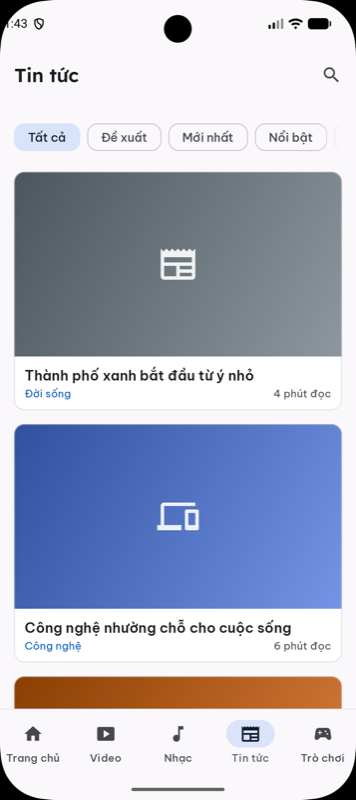 :43
Tin tức
Tất cả
Đề xuất
Mới nhất
Nổi bật
Thành phố xanh bắt đầu từ ý nhỏ
Đời sống
4 phút đọc
Công nghệ nhường chỗ cho cuộc sống
Công nghệ
6 phút đọc
Trang chủ
Video
Nhạc
Tin tức
Trò chơi